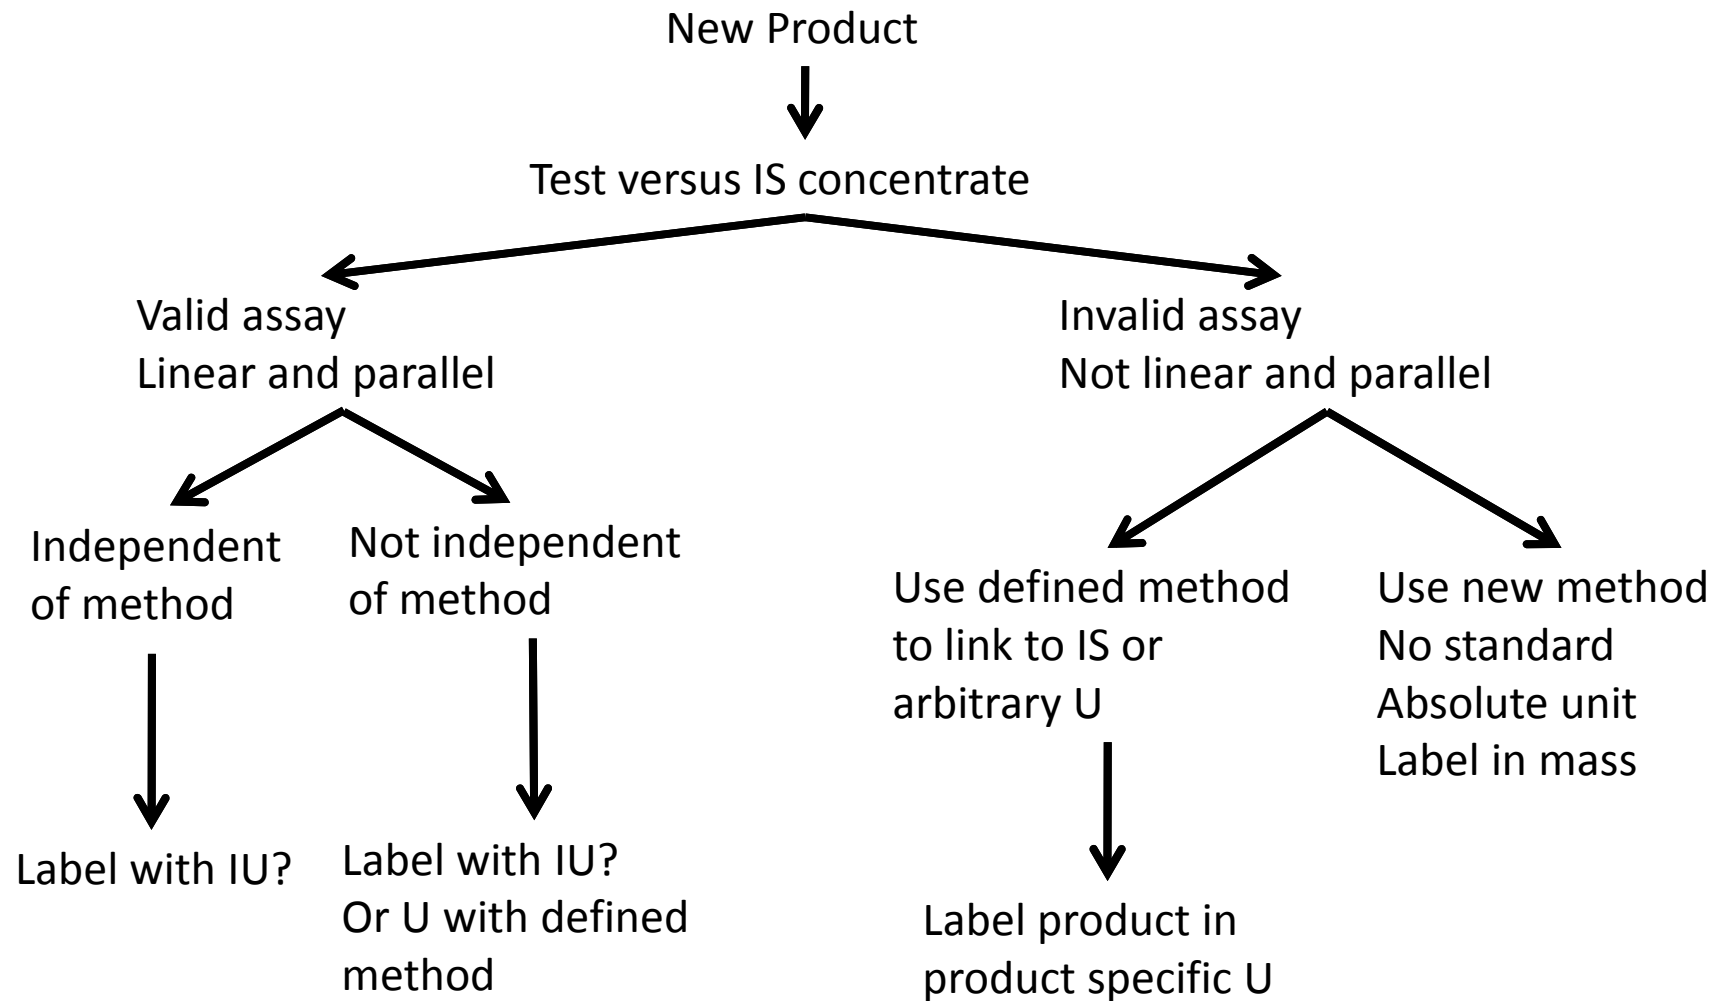 New Product
Test versus IS concentrate
Valid assay
Linear and parallel
Invalid assay
Not linear and parallel
Independent
of method
Not independent
of method
Use defined method
to link to IS or
arbitrary U
Use new method
No standard
Absolute unit
Label in mass
Label with IU?
Label with IU?
Or U with defined
method
Label product in
product specific U